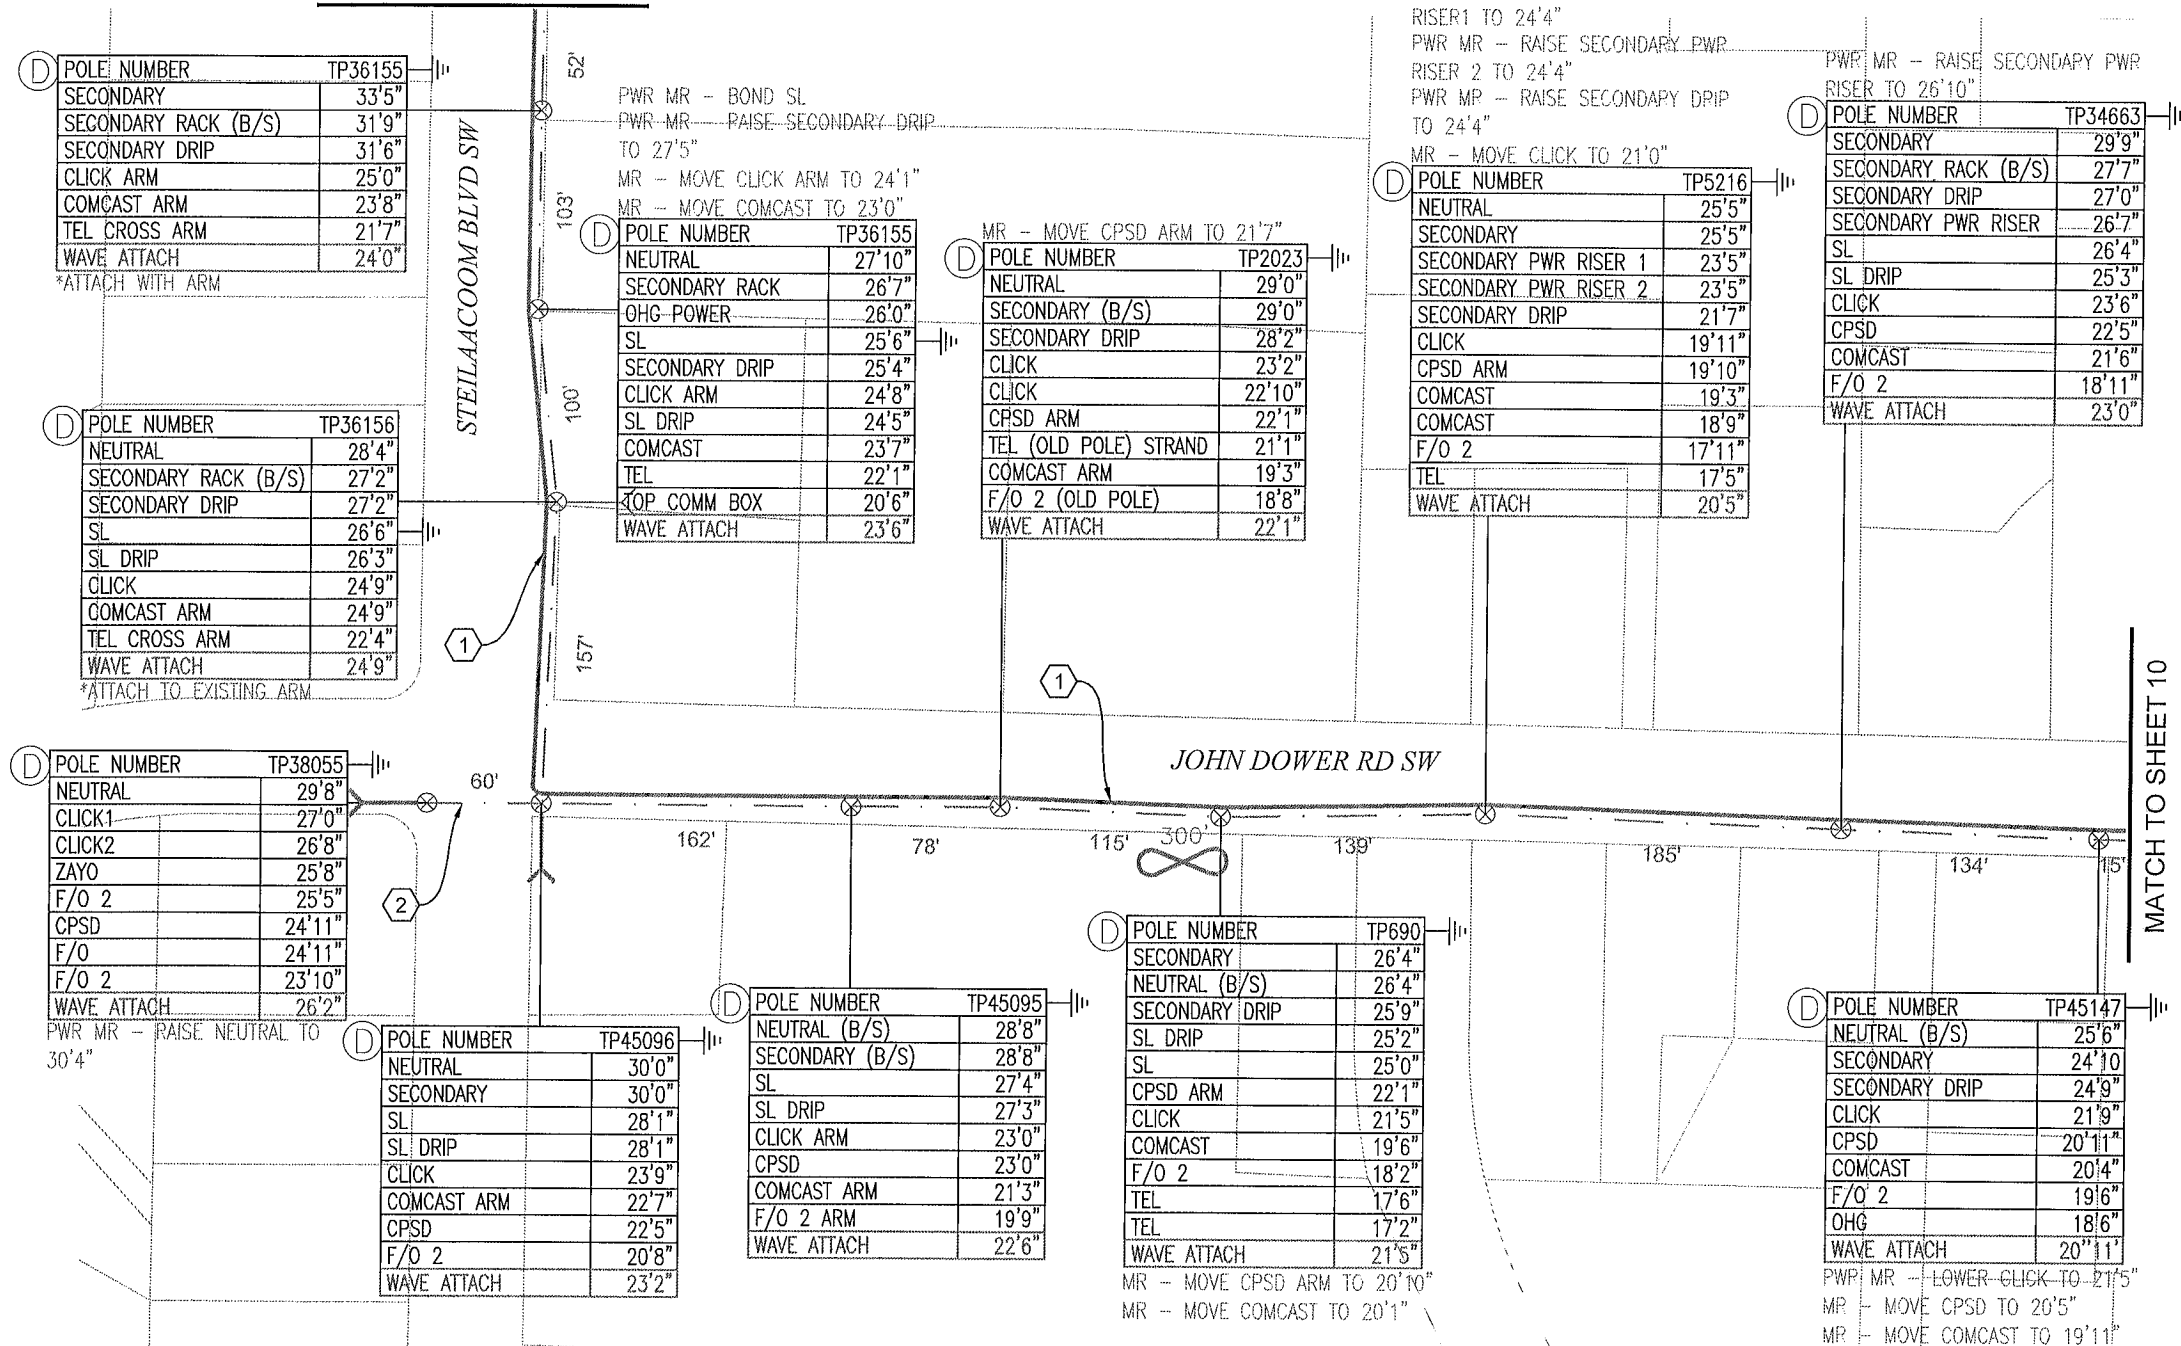 D
POLE NUMBER TP36155
SECONDARY 33'5"
SECONDARY RACK (B/S) 31'9"
SECONDARY DRIP 31'6"
CLICK ARM 25'0"
COMCAST ARM 23'8"
TEL CROSS ARM 21'7"
WAVE ATTACH 24'0"
*ATTACH WITH ARM
D
POLE NUMBER TP36156
NEUTRAL 28'4"
SECONDARY RACK (B/S) 27'2"
SECONDARY DRIP 27'2"
SL 26'6"
SL DRIP 26'3"
CLICK 24'9"
COMCAST ARM 24'9"
TEL CROSS ARM 22'4"
WAVE ATTACH 24'9"
*ATTACH TO EXISTING ARM
STEILAACOOM BLVD SW
52'
103'
100'
157'
1
PWR MR - BOND SL
PWR MR - RAISE SECONDARY DRIP
TO 27'5"
MR - MOVE CLICK ARM TO 24'1"
MR - MOVE COMCAST TO 23'0"
D
POLE NUMBER TP36155
NEUTRAL 27'10"
SECONDARY RACK 26'7"
OHG POWER 26'0"
SL 25'6"
SECONDARY DRIP 25'4"
CLICK ARM 24'8"
SL DRIP 24'5"
COMCAST 23'7"
TEL 22'1"
TOP COMM BOX 20'6"
WAVE ATTACH 23'6"
MR - MOVE CPSD ARM TO 21'7"
D
POLE NUMBER TP2023
NEUTRAL 29'0"
SECONDARY (B/S) 29'0"
SECONDARY DRIP 28'2"
CLICK 23'2"
CLICK 22'10"
CPSD ARM 22'1"
TEL (OLD POLE) STRAND 21'1"
COMCAST ARM 19'3"
F/O 2 (OLD POLE) 18'8"
WAVE ATTACH 22'1"
RISER1 TO 24'4"
PWR MR - RAISE SECONDARY PWR
RISER 2 TO 24'4"
PWR MR - RAISE SECONDARY DRIP
TO 24'4"
MR - MOVE CLICK TO 21'0"
D
POLE NUMBER TP5216
NEUTRAL 25'5"
SECONDARY 25'5"
SECONDARY PWR RISER 1 23'5"
SECONDARY PWR RISER 2 23'5"
SECONDARY DRIP 21'7"
CLICK 19'11"
CPSD ARM 19'10"
COMCAST 19'3"
COMCAST 18'9"
F/O 2 17'11"
TEL 17'5"
WAVE ATTACH 20'5"
PWR MR - RAISE SECONDARY PWR
RISER TO 26'10"
D
POLE NUMBER TP34663
SECONDARY 29'9"
SECONDARY RACK (B/S) 27'7"
SECONDARY DRIP 27'0"
SECONDARY PWR RISER 26'7"
SL 26'4"
SL DRIP 25'3"
CLICK 23'6"
CPSD 22'5"
COMCAST 21'6"
F/O 2 18'11"
WAVE ATTACH 23'0"
1
JOHN DOWER RD SW
MATCH TO SHEET 10
60'
162'
78'
115'
300'
139'
185'
134'
15'
2
D
POLE NUMBER TP38055
NEUTRAL 29'8"
CLICK1 27'0"
CLICK2 26'8"
ZAYO 25'8"
F/O 2 25'5"
CPSD 24'11"
F/O 24'11"
F/O 2 23'10"
WAVE ATTACH 26'2"
PWR MR - RAISE NEUTRAL TO
30'4"
D
POLE NUMBER TP45096
NEUTRAL 30'0"
SECONDARY 30'0"
SL 28'1"
SL DRIP 28'1"
CLICK 23'9"
COMCAST ARM 22'7"
CPSD 22'5"
F/O 2 20'8"
WAVE ATTACH 23'2"
D
POLE NUMBER TP45095
NEUTRAL (B/S) 28'8"
SECONDARY (B/S) 28'8"
SL 27'4"
SL DRIP 27'3"
CLICK ARM 23'0"
CPSD 23'0"
COMCAST ARM 21'3"
F/O 2 ARM 19'9"
WAVE ATTACH 22'6"
D
POLE NUMBER TP690
SECONDARY 26'4"
NEUTRAL (B/S) 26'4"
SECONDARY DRIP 25'9"
SL DRIP 25'2"
SL 25'0"
CPSD ARM 22'1"
CLICK 21'5"
COMCAST 19'6"
F/O 2 18'2"
TEL 17'6"
TEL 17'2"
WAVE ATTACH 21'5"
MR - MOVE CPSD ARM TO 20'10"
MR - MOVE COMCAST TO 20'1"
D
POLE NUMBER TP45147
NEUTRAL (B/S) 25'6"
SECONDARY 24'10
SECONDARY DRIP 24'9"
CLICK 21'9"
CPSD 20'11"
COMCAST 20'4"
F/O 2 19'6"
OHG 18'6"
WAVE ATTACH 20"11'
PWR MR - LOWER CLICK TO 21'5"
MR - MOVE CPSD TO 20'5"
MR - MOVE COMCAST TO 19'11"